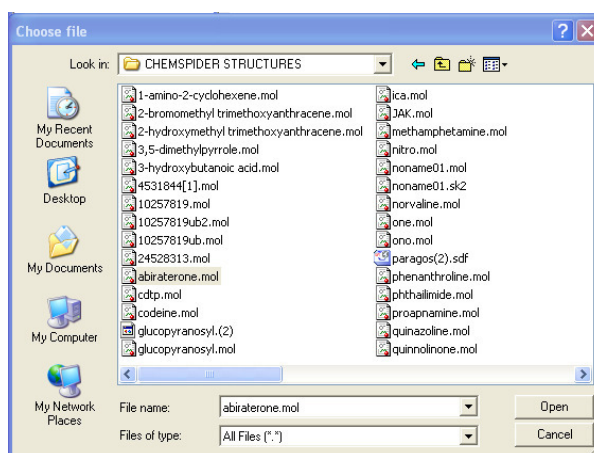 Choose file
Look in: CHEMSPIDER STRUCTURES
My Recent
Documents
Desktop
My Documents
My Computer
My Network
Places
1-amino-2-cyclohexene.mol
2-bromomethyl trimethoxyanthracene.mol
2-hydroxymethyl trimethoxyanthracene.mol
3,5-dimethylpyrrole.mol
3-hydroxybutanoic acid.mol
4531844[1].mol
10257819.mol
10257819ub2.mol
10257819ub.mol
24528313.mol
abiraterone.mol
cdtp.mol
codeine.mol
glucopyranosyl.(2)
glucopyranosyl.mol
ica.mol
JAK.mol
methamphetamine.mol
nitro.mol
noname01.mol
noname01.sk2
norvaline.mol
one.mol
ono.mol
paragos(2).sdf
phenanthroline.mol
phthalimide.mol
proapnamine.mol
quinazoline.mol
quinnolinone.mol
File name: abiraterone.mol Open
Files of type: All Files (*.*) Cancel